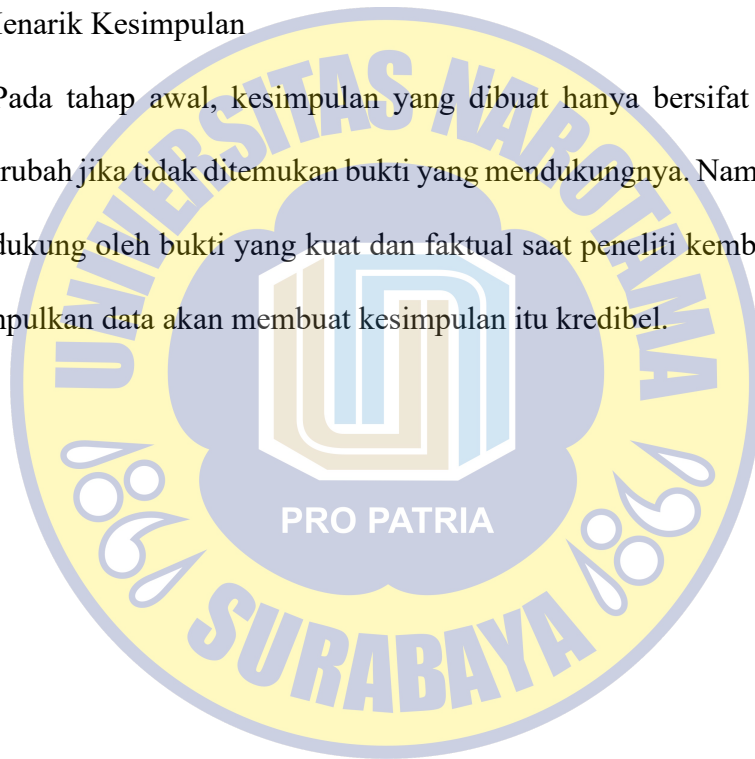 Menarik Kesimpulan
Pada tahap awal, kesimpulan yang dibuat hanya bersifat
rubah jika tidak ditemukan bukti yang mendukungnya. Nam
dukung oleh bukti yang kuat dan faktual saat peneliti kemb
mpulkan data akan membuat kesimpulan itu kredibel.
UNIVERSITAS NAROTAMA
PRO PATRIA
SURABAYA